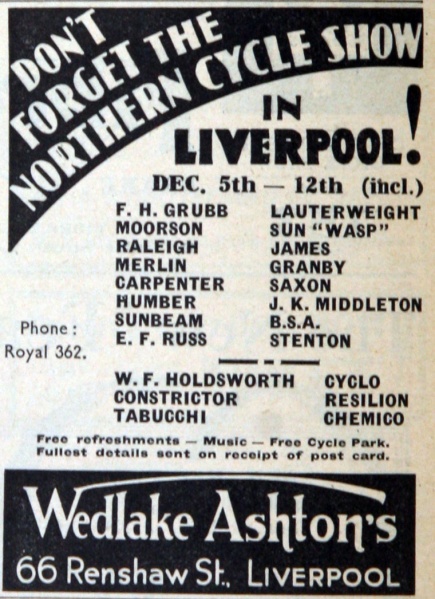 DON'T
FORGET THE
NORTHERN CYCLE SHOW
IN
LIVERPOOL!
DEC. 5th — 12th (incl.)
F. H. GRUBB LAUTERWEIGHT
MOORSON SUN "WASP"
RALEIGH JAMES
MERLIN GRANBY
CARPENTER SAXON
HUMBER J. K. MIDDLETON
SUNBEAM B.S.A.
E. F. RUSS STENTON
Phone :
Royal 362.
W. F. HOLDSWORTH CYCLO
CONSTRICTOR RESILION
TABUCCHI CHEMICO
Free refreshments — Music — Free Cycle Park.
Fullest details sent on receipt of post card.
Wedlake Ashton's
66 Renshaw St., LIVERPOOL